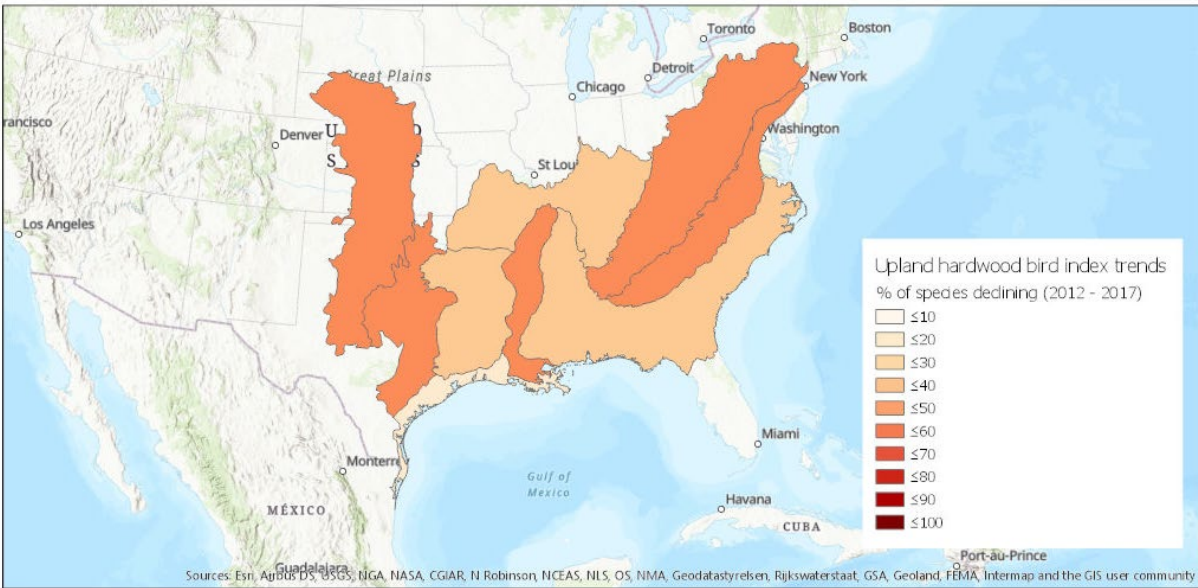 Toronto
Boston
Great Plains
Detroit
New York
Chicago
rancisco
Denver
U D
Washington
S S
St Loui
Los Angeles
Upland hardwood bird index trends
% of species declining (2012 - 2017)
≤10
≤20
≤30
≤40
≤50
≤60
≤70
≤80
≤90
≤100
Miami
Monterrey
Gulf of
Mexico
Havana
MÉXICO
CUBA
Port-au-Prince
Guadalajara
Sources: Esri, Airbus DS, USGS, NGA, NASA, CGIAR, N Robinson, NCEAS, NLS, OS, NMA, Geodatastyrelsen, Rijkswaterstaat, GSA, Geoland, FEMA, Intermap and the GIS user community